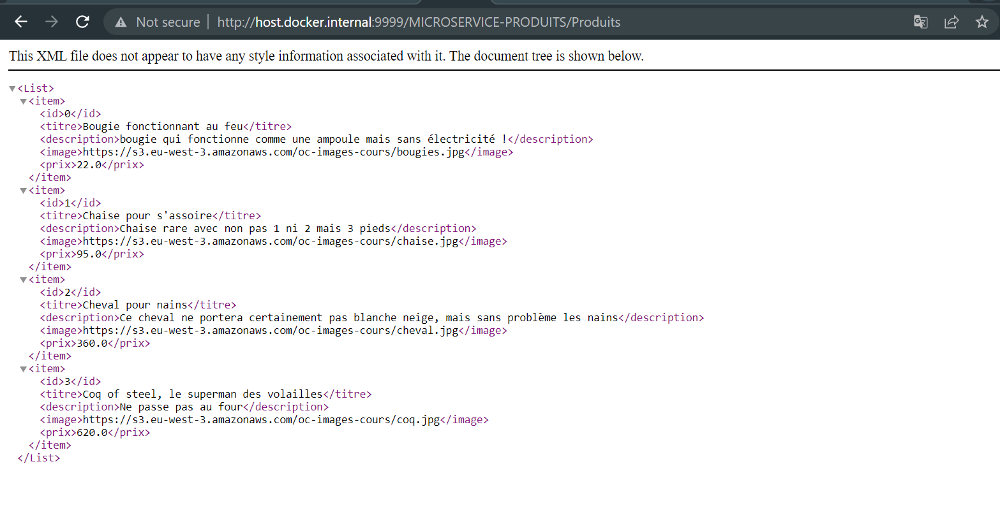 Not secure | http://host.docker.internal:9999/MICROSERVICE-PRODUITS/Produits
This XML file does not appear to have any style information associated with it. The document tree is shown below.
▼<List>
▼<item>
<id>0</id>
<titre>Bougie fonctionnant au feu</titre>
<description>bougie qui fonctionne comme une ampoule mais sans électricité !</description>
<image>https://s3.eu-west-3.amazonaws.com/oc-images-cours/bougies.jpg</image>
<prix>22.0</prix>
</item>
▼<item>
<id>1</id>
<titre>Chaise pour s'assoire</titre>
<description>Chaise rare avec non pas 1 ni 2 mais 3 pieds</description>
<image>https://s3.eu-west-3.amazonaws.com/oc-images-cours/chaise.jpg</image>
<prix>95.0</prix>
</item>
▼<item>
<id>2</id>
<titre>Cheval pour nains</titre>
<description>Ce cheval ne portera certainement pas blanche neige, mais sans problème les nains</description>
<image>https://s3.eu-west-3.amazonaws.com/oc-images-cours/cheval.jpg</image>
<prix>360.0</prix>
</item>
▼<item>
<id>3</id>
<titre>Coq of steel, le superman des volailles</titre>
<description>Ne passe pas au four</description>
<image>https://s3.eu-west-3.amazonaws.com/oc-images-cours/coq.jpg</image>
<prix>620.0</prix>
</item>
</List>